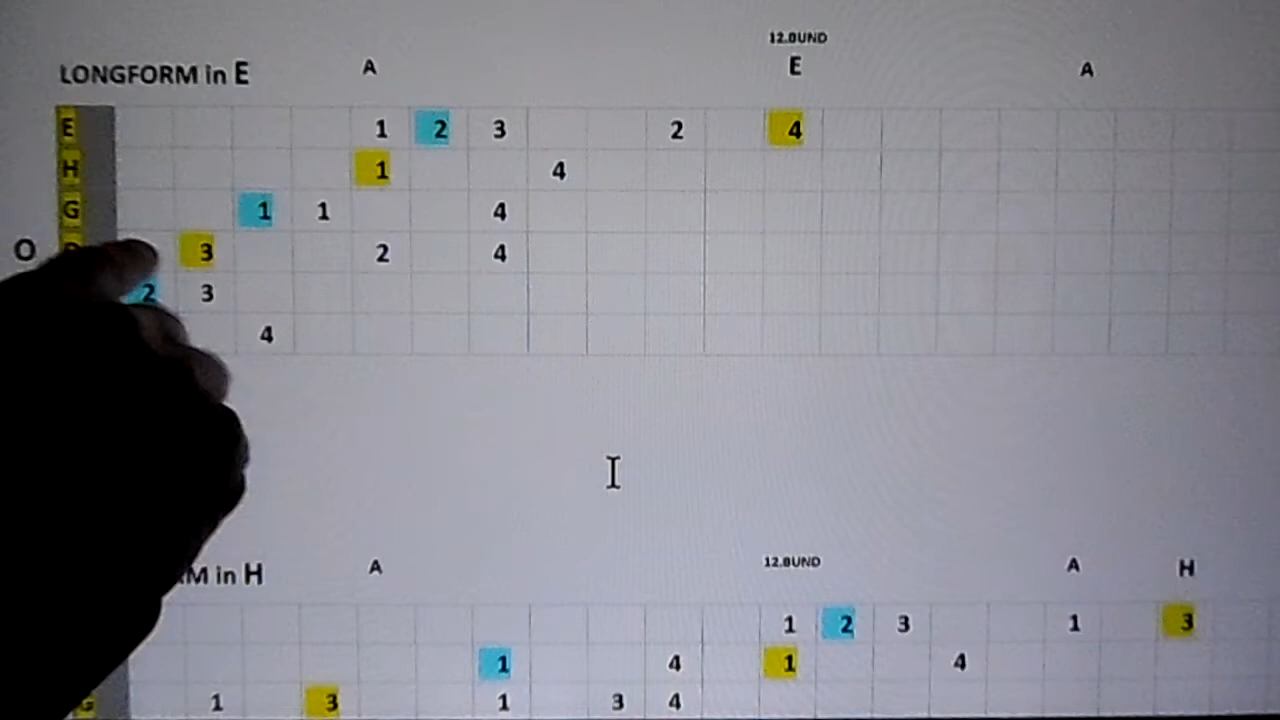 12.BUND
LONGFORM in E A E A
E 1 2 3 2 4
H 1 4
G 1 1 4
O 3 2 4
2 3
4
12.BUND
M in H A A H
1 2 3 1 3
1 4 1 4
G 1 3 1 3 4